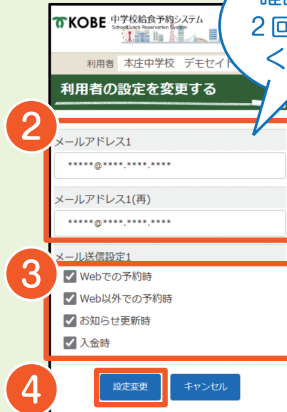 2回
く
KOBE 中学校給食予約システム
School Lunch Reservation System
利用者 本庄中学校 デモセイト
利用者の設定を変更する
2
メールアドレス1
*****@****.****.****
メールアドレス1(再)
*****@****.****.****
メール送信設定1
3
Webでの予約時
Web以外での予約時
お知らせ更新時
入金時
4
設定変更 キャンセル